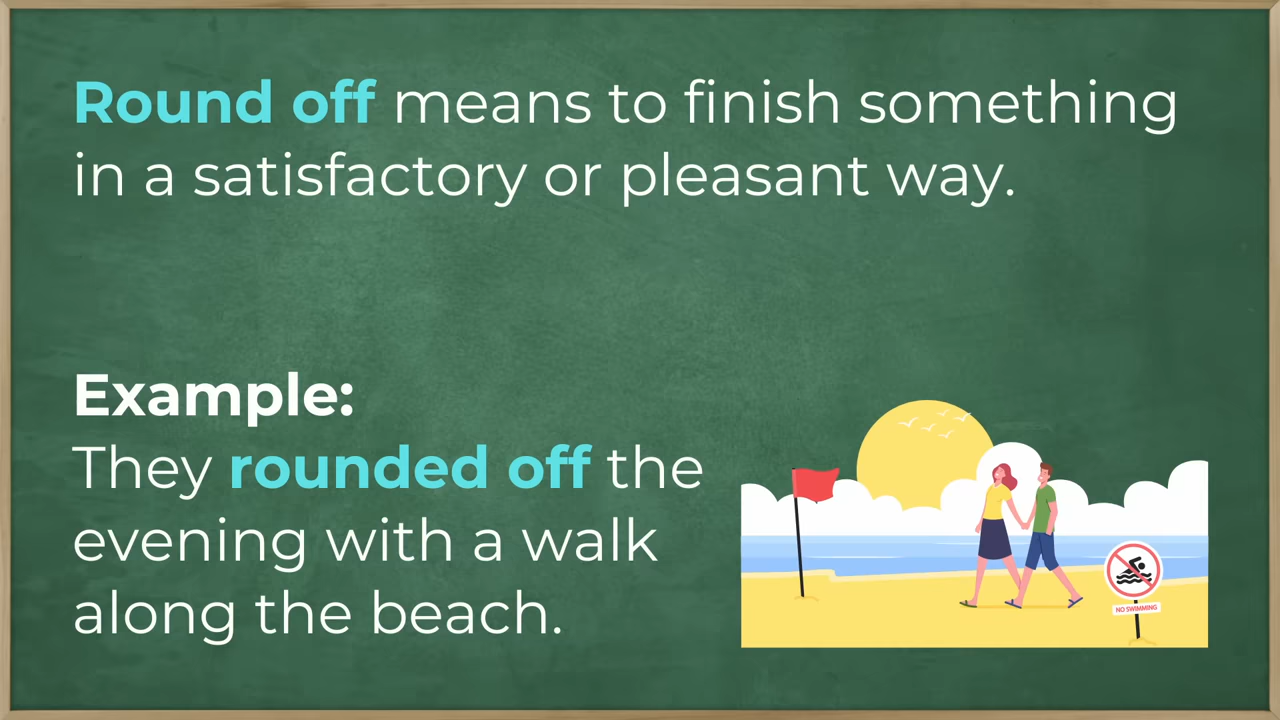 Round off means to finish something
in a satisfactory or pleasant way.
Example:
They rounded off the
evening with a walk
along the beach.
NO SWIMMING